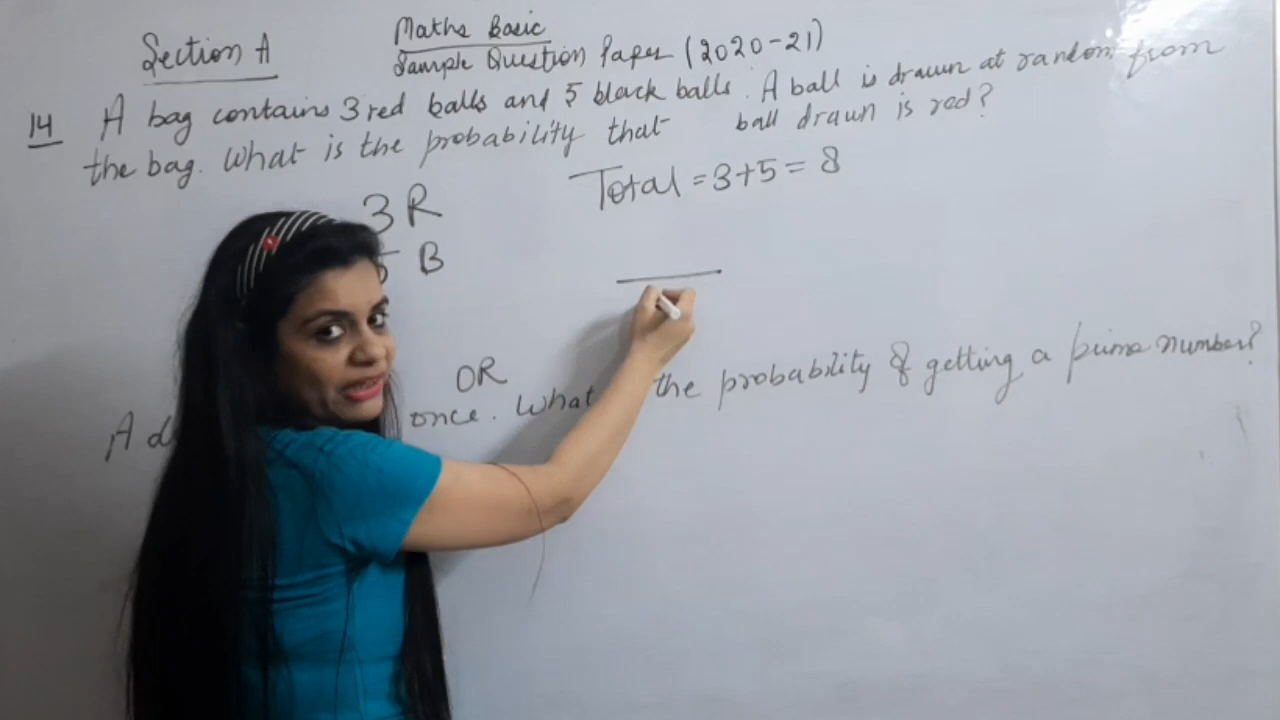 Section A
Maths Basic
Sample Question Paper (2020-21)
14 A bag contains 3 red balls and 5 black balls. A ball is drawn at random from
the bag. What is the probability that ball drawn is red?
Total = 3+5 = 8
3 R
5 B
OR
A d once. What the probability of getting a prime number?